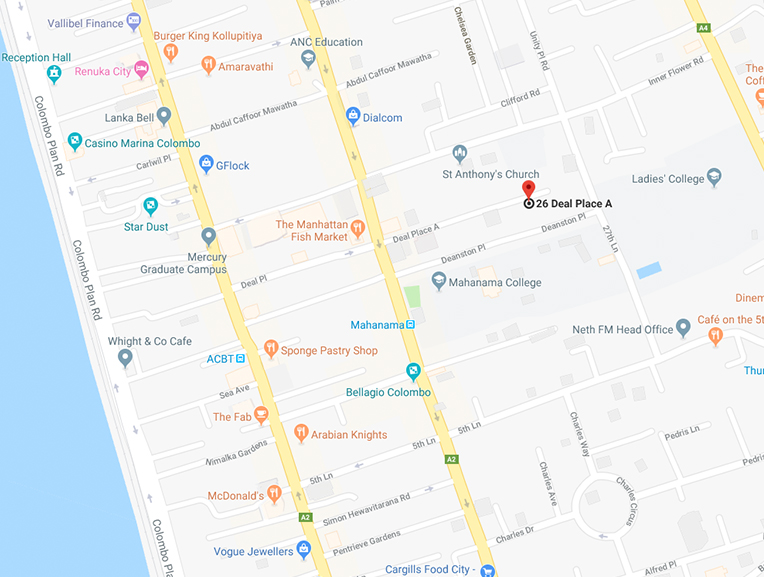 Vallibel Finance
Burger King Kollupitiya
ANC Education
Chelsea Garden
Unity Pl Rd
A4
Reception Hall
Renuka City
Amaravathi
Abdul Caffoor Mawatha
Inner Flower Rd
The
Coff
Clifford Rd
Colombo Plan Rd
Lanka Bell
Abdul Caffoor Mawatha
Dialcom
Casino Marina Colombo
Carlwil Pl
GFlock
St Anthony's Church
Ladies' College
26 Deal Place A
Star Dust
The Manhattan
Fish Market
Deal Place A
Deanston Pl
Deanston Pl
27th Ln
Mercury
Graduate Campus
Deal Pl
Mahanama College
Colombo Plan Rd
Dinem
Café on the 5t
Mahanama
Neth FM Head Office
Whight & Co Cafe
ACBT
Sponge Pastry Shop
Thur
Bellagio Colombo
Sea Ave
The Fab
Arabian Knights
5th Ln
5th Ln
Charles Way
Pedris Ln
Pedris Ln
Nimalka Gardens
A2
5th Ln
Charles Ave
Charles Circus
McDonald's
Simon Hewavitarana Rd
A2
Colombo Plan Rd
Vogue Jewellers
Pentrieve Gardens
Charles Dr
Cargills Food City -
Alfred Pl